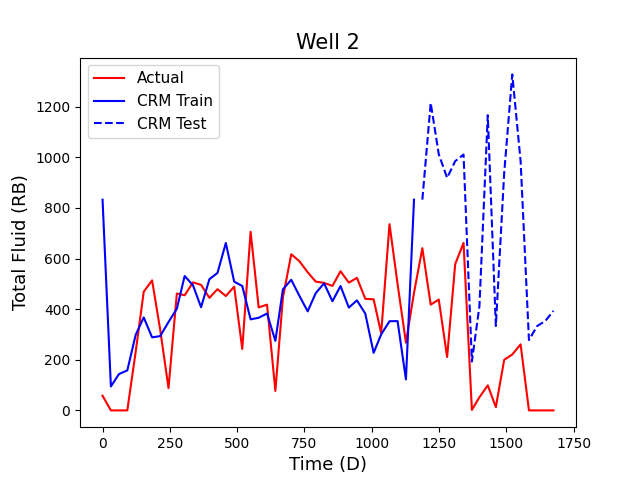 Well 2
Actual
CRM Train
CRM Test
Total Fluid (RB)
1200
1000
800
600
400
200
0
0 250 500 750 1000 1250 1500 1750
Time (D)